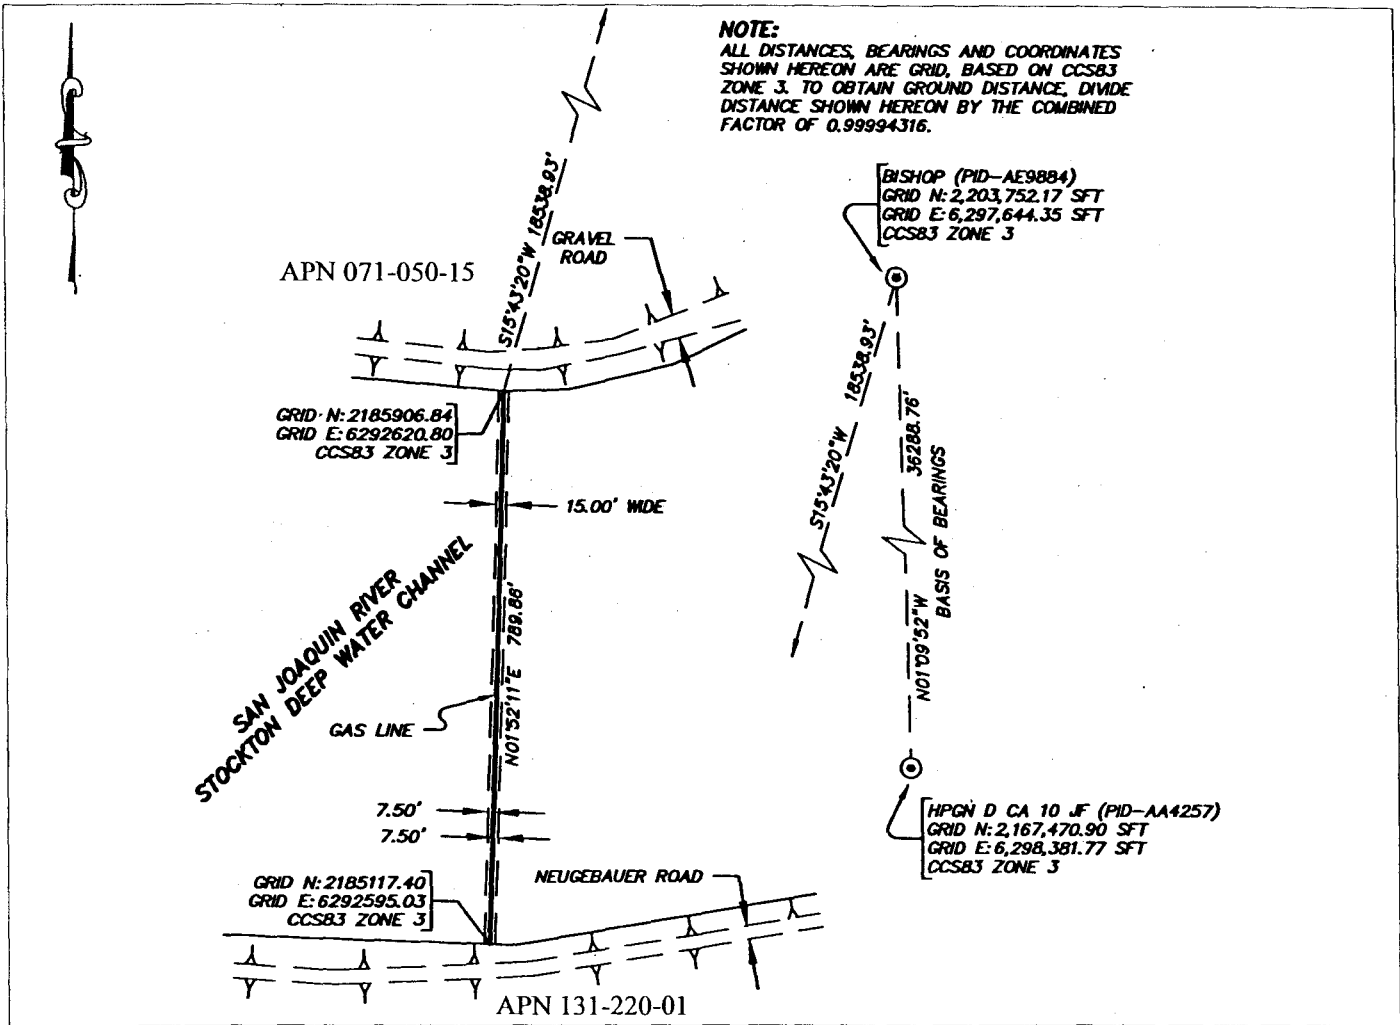 NOTE:
ALL DISTANCES, BEARINGS AND COORDINATES
SHOWN HEREON ARE GRID, BASED ON CCS83
ZONE 3. TO OBTAIN GROUND DISTANCE, DIVIDE
DISTANCE SHOWN HEREON BY THE COMBINED
FACTOR OF 0.99994316.
BISHOP (PID-AE9884)
GRID N: 2,203,752.17 SFT
GRID E: 6,297,644.35 SFT
CCS83 ZONE 3
S15°43'20"W 18538.93'
GRAVEL
ROAD
APN 071-050-15
GRID N: 2185906.84
GRID E: 6292620.80
CCS83 ZONE 3
15.00' WIDE
SAN JOAQUIN RIVER
STOCKTON DEEP WATER CHANNEL
N01°52'11"E 789.86'
GAS LINE
7.50'
7.50'
S15°43'20"W 18538.93'
36288.76'
N01°09'52"W
BASIS OF BEARINGS
HPGN D CA 10 JF (PID-AA4257)
GRID N: 2,167,470.90 SFT
GRID E: 6,298,381.77 SFT
CCS83 ZONE 3
GRID N: 2185117.40
GRID E: 6292595.03
CCS83 ZONE 3
NEUGEBAUER ROAD
APN 131-220-01